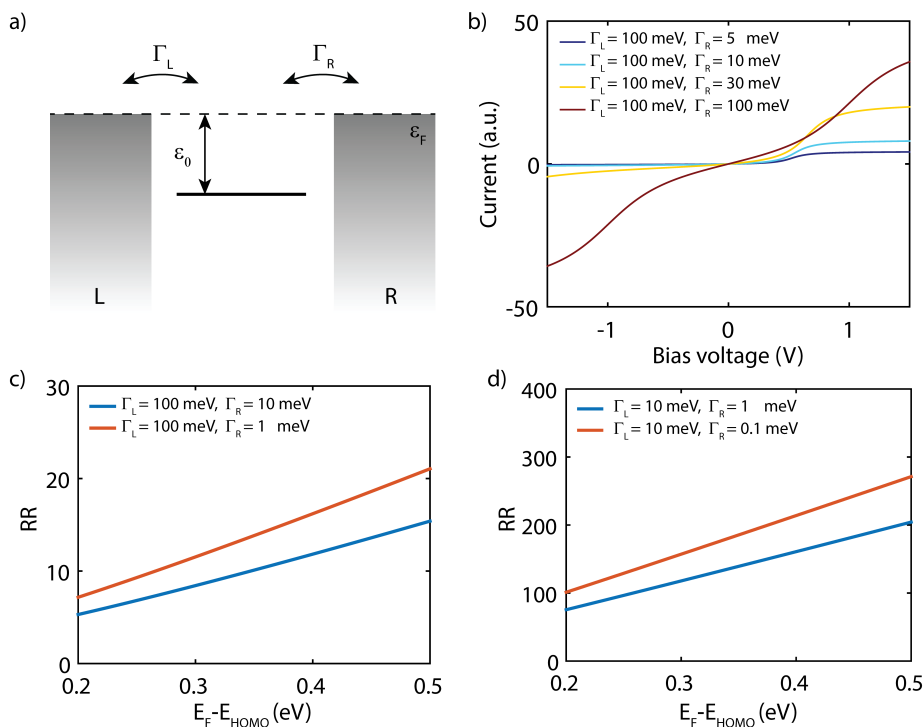 a)
Γ_L Γ_R
ε_0 ε_F
L R
b)
Γ_L = 100 meV, Γ_R = 5 meV
Γ_L = 100 meV, Γ_R = 10 meV
Γ_L = 100 meV, Γ_R = 30 meV
Γ_L = 100 meV, Γ_R = 100 meV
Current (a.u.)
50
0
-50
-1 0 1
Bias voltage (V)
c)
Γ_L = 100 meV, Γ_R = 10 meV
Γ_L = 100 meV, Γ_R = 1 meV
RR
30
20
10
0
0.2 0.3 0.4 0.5
E_F-E_HOMO (eV)
d)
Γ_L = 10 meV, Γ_R = 1 meV
Γ_L = 10 meV, Γ_R = 0.1 meV
RR
400
300
200
100
0
0.2 0.3 0.4 0.5
E_F-E_HOMO (eV)